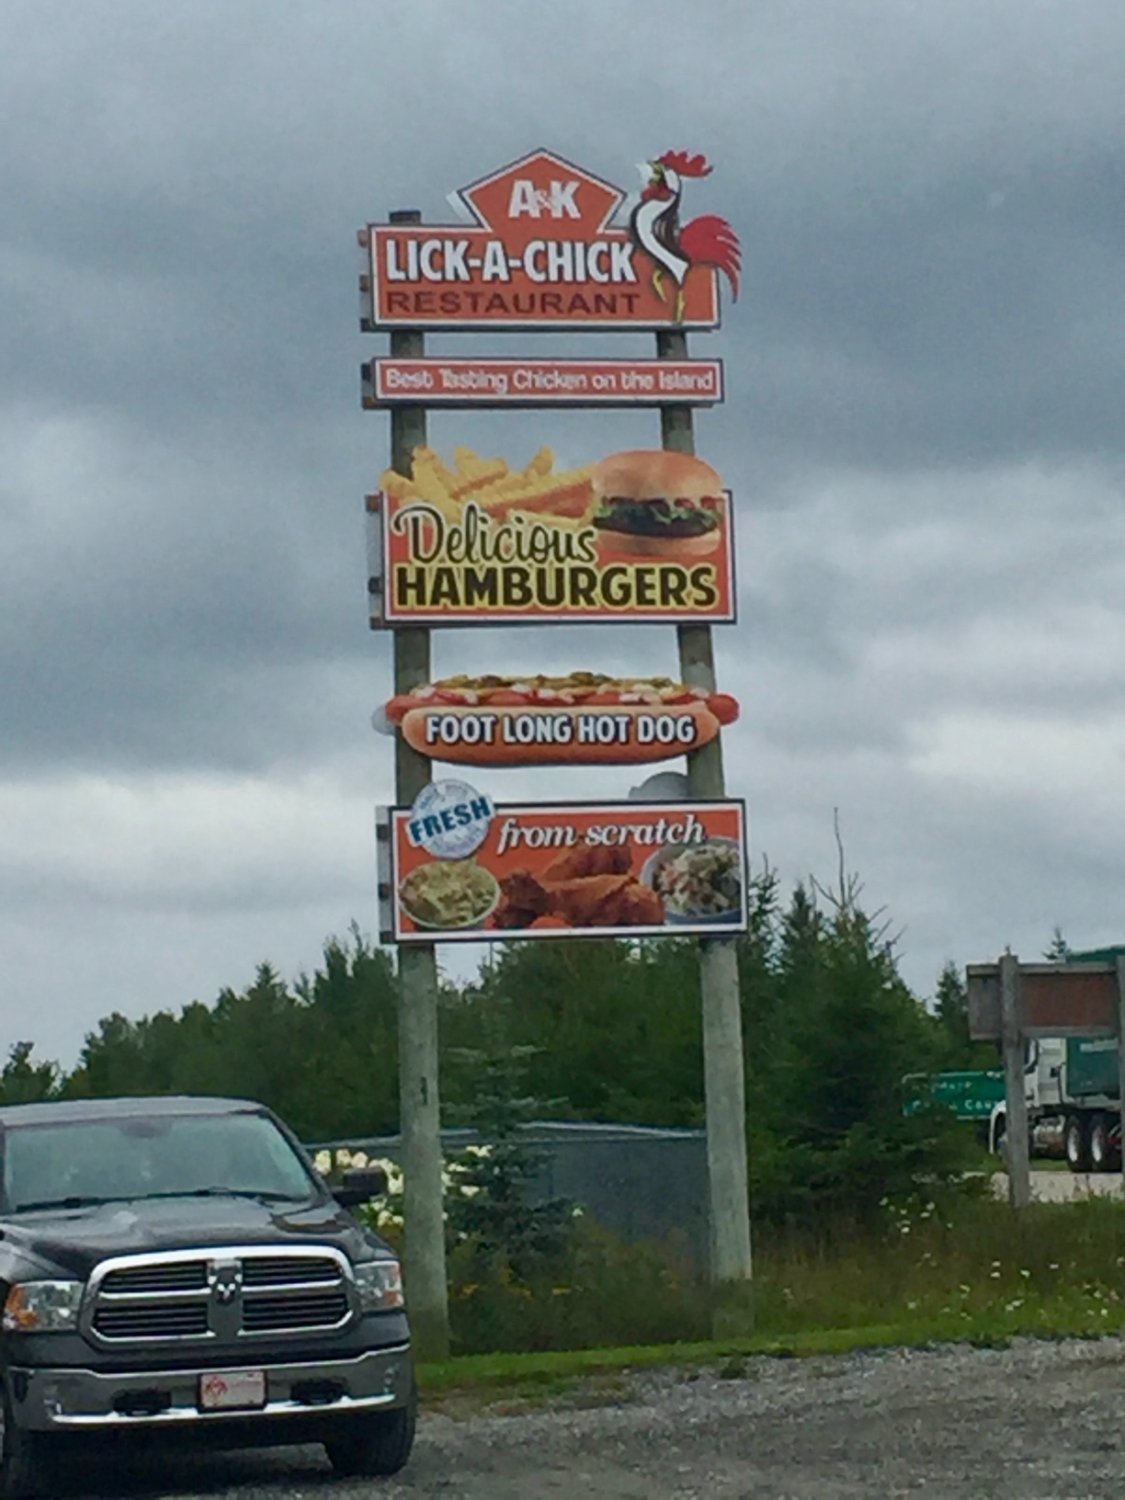 A&K
LICK-A-CHICK
RESTAURANT
Best Tasting Chicken on the Island
Delicious
HAMBURGERS
FOOT LONG HOT DOG
FRESH
from scratch